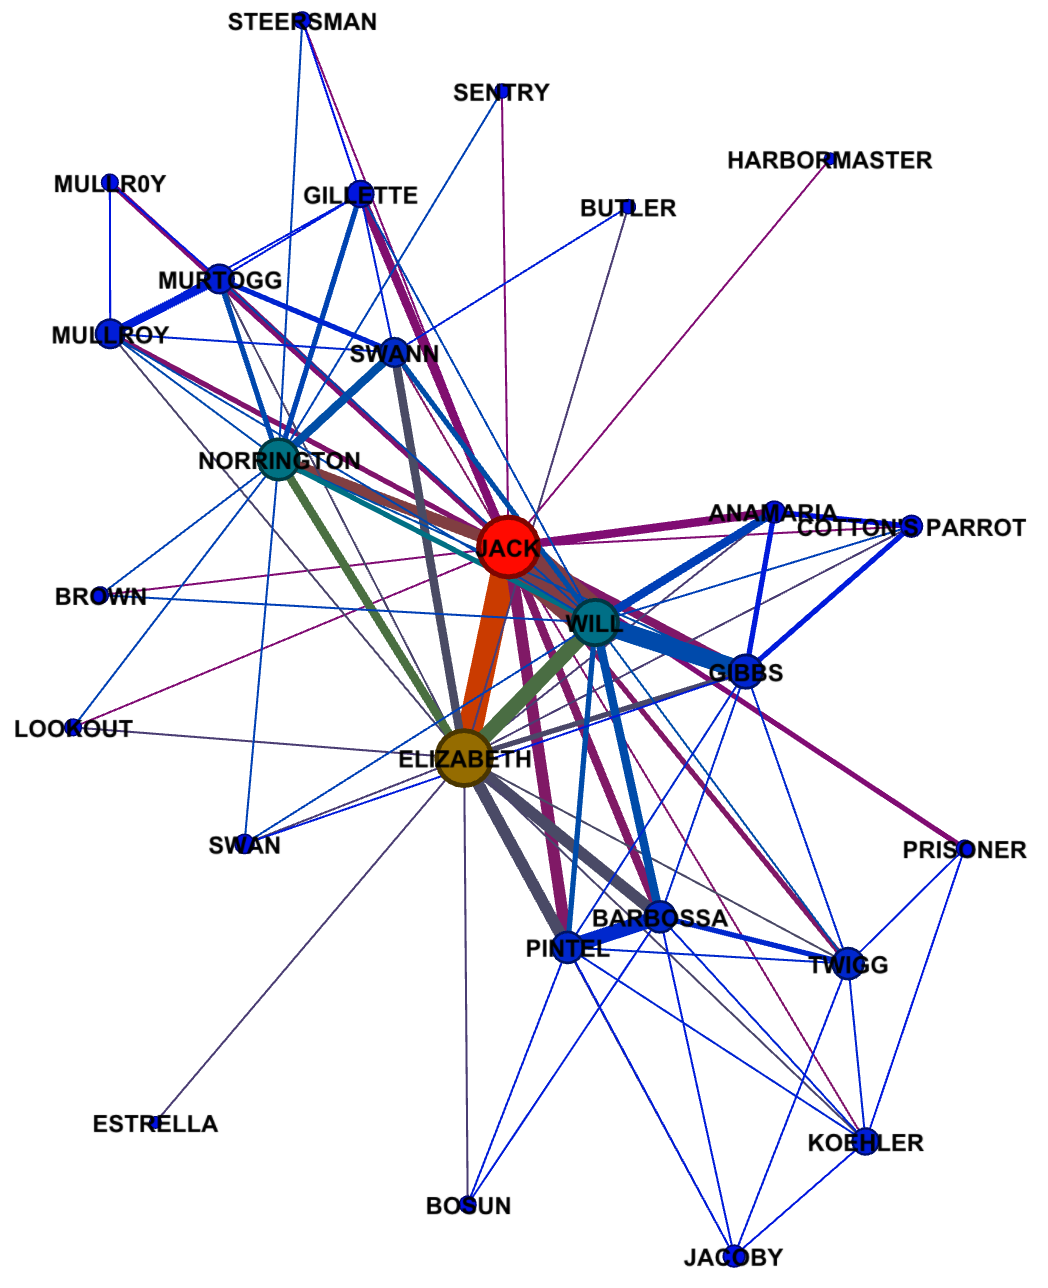 STEERSMAN
SENTRY
HARBORMASTER
MULLR0Y
GILLETTE
BUTLER
MURTOGG
MULLROY
SWANN
NORRINGTON
ANAMARIA
COTTON'S PARROT
JACK
BROWN
WILL
GIBBS
LOOKOUT
ELIZABETH
SWAN
PRISONER
BARBOSSA
PINTEL
TWIGG
ESTRELLA
KOEHLER
BOSUN
JACOBY